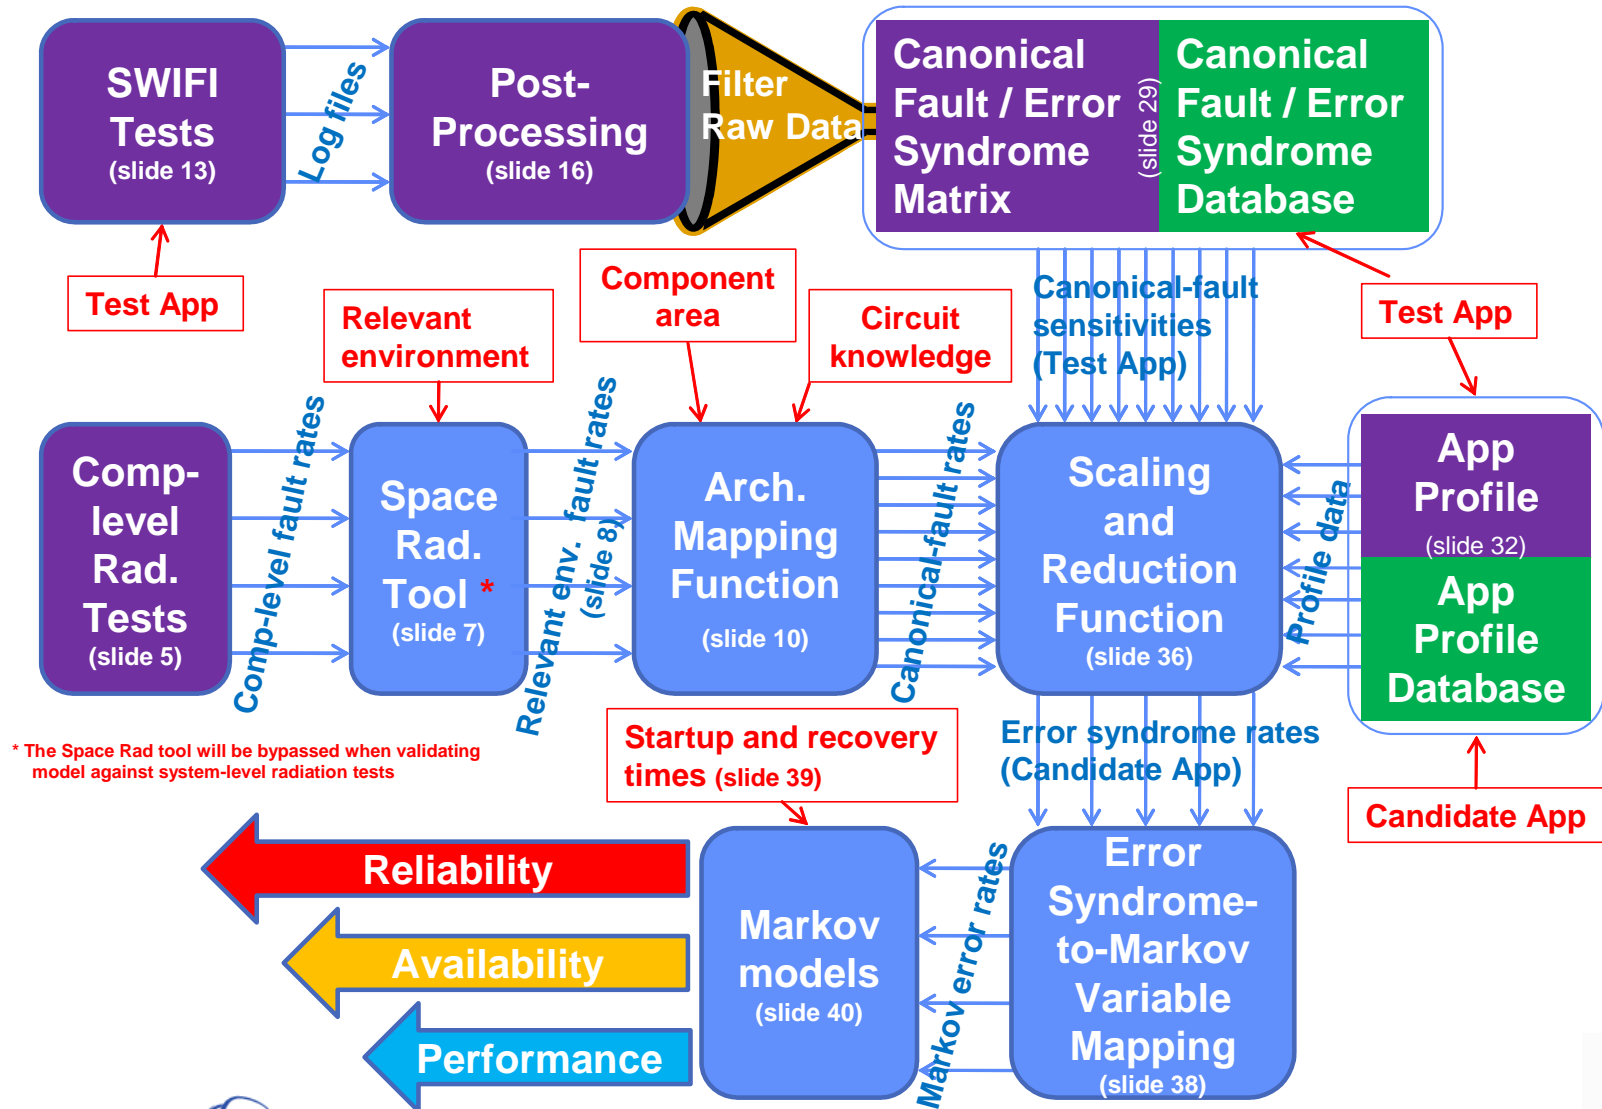 SWIFI
Tests
(slide 13)
Log files
Post-
Processing
(slide 16)
Filter
Raw Data
Canonical
Fault / Error
Syndrome
Matrix
(slide 29)
Canonical
Fault / Error
Syndrome
Database
Test App
Relevant
environment
Component
area
Circuit
knowledge
Canonical-fault
sensitivities
(Test App)
Test App
Comp-
level
Rad.
Tests
(slide 5)
Comp-level fault rates
Space
Rad.
Tool *
(slide 7)
Relevant env. fault rates
(slide 8)
Arch.
Mapping
Function
(slide 10)
Canonical-fault rates
Scaling
and
Reduction
Function
(slide 36)
Profile data
App
Profile
(slide 32)
App
Profile
Database
* The Space Rad tool will be bypassed when validating
model against system-level radiation tests
Startup and recovery
times (slide 39)
Error syndrome rates
(Candidate App)
Candidate App
Reliability
Availability
Performance
Markov
models
(slide 40)
Markov error rates
Error
Syndrome-
to-Markov
Variable
Mapping
(slide 38)